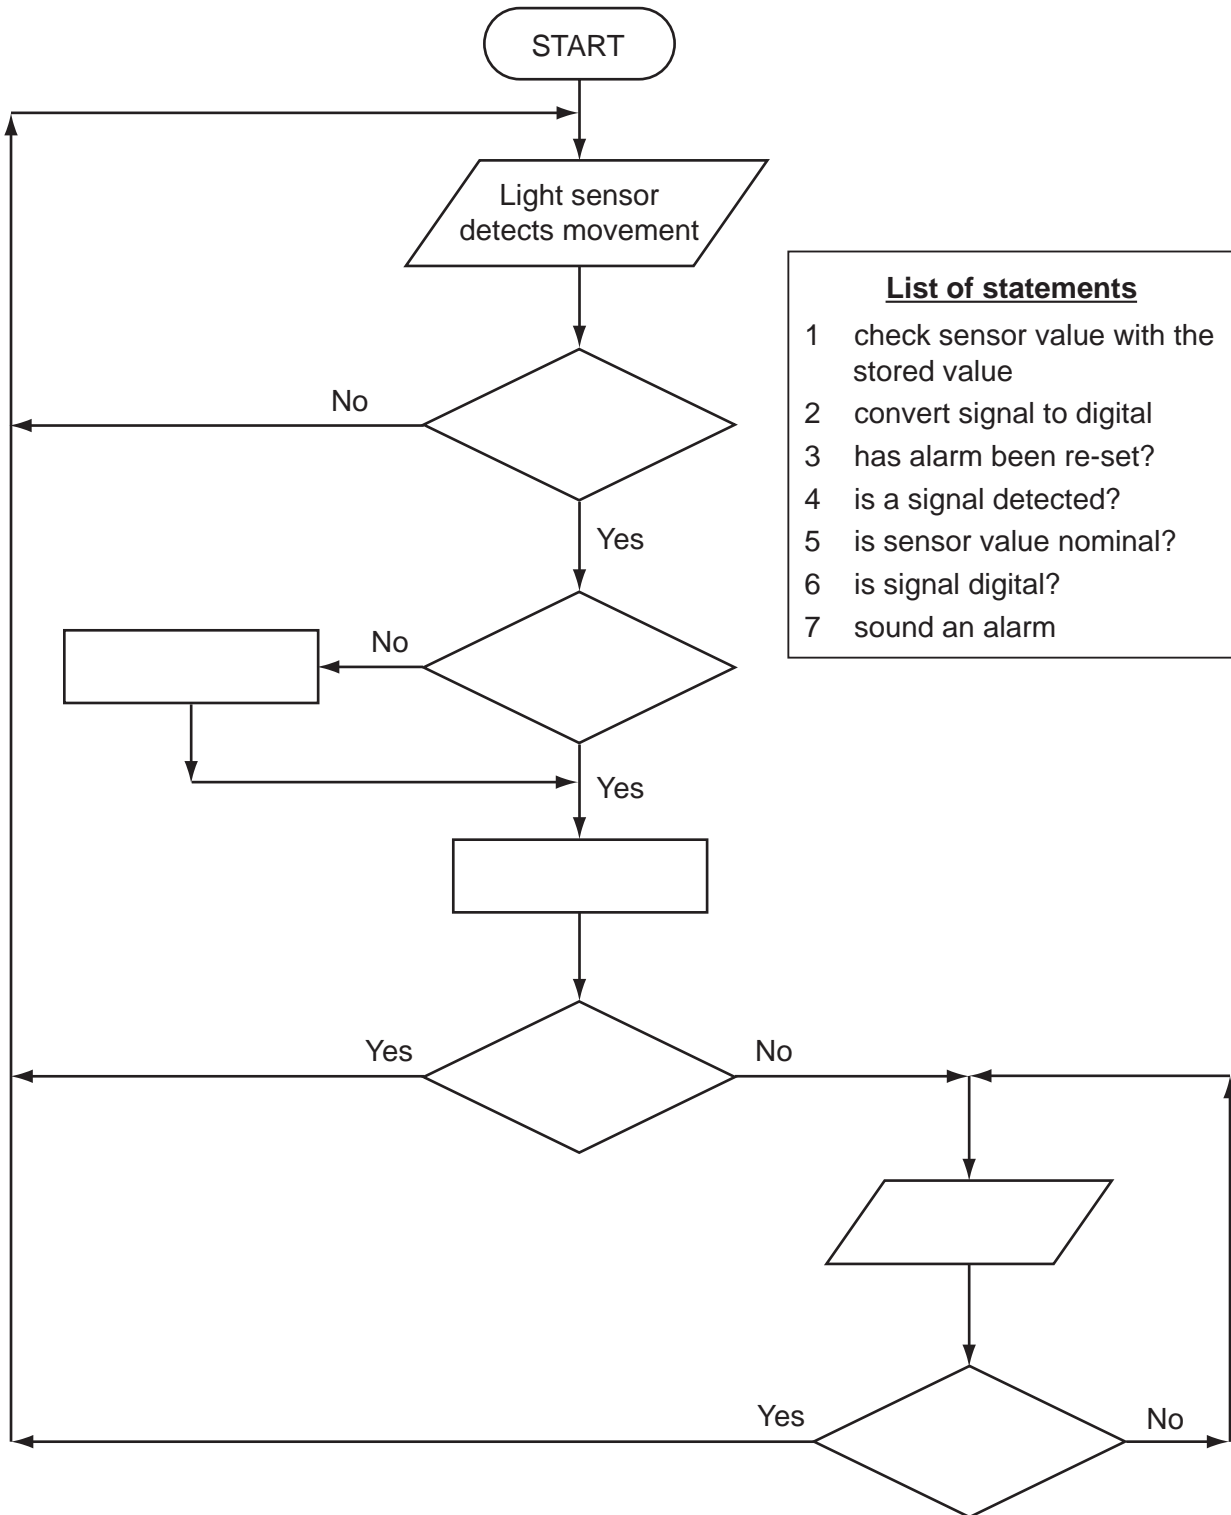 START
Light sensor
detects movement
List of statements
1 check sensor value with the
stored value
2 convert signal to digital
3 has alarm been re-set?
4 is a signal detected?
5 is sensor value nominal?
6 is signal digital?
7 sound an alarm
No
Yes
No
Yes
Yes
No
Yes
No